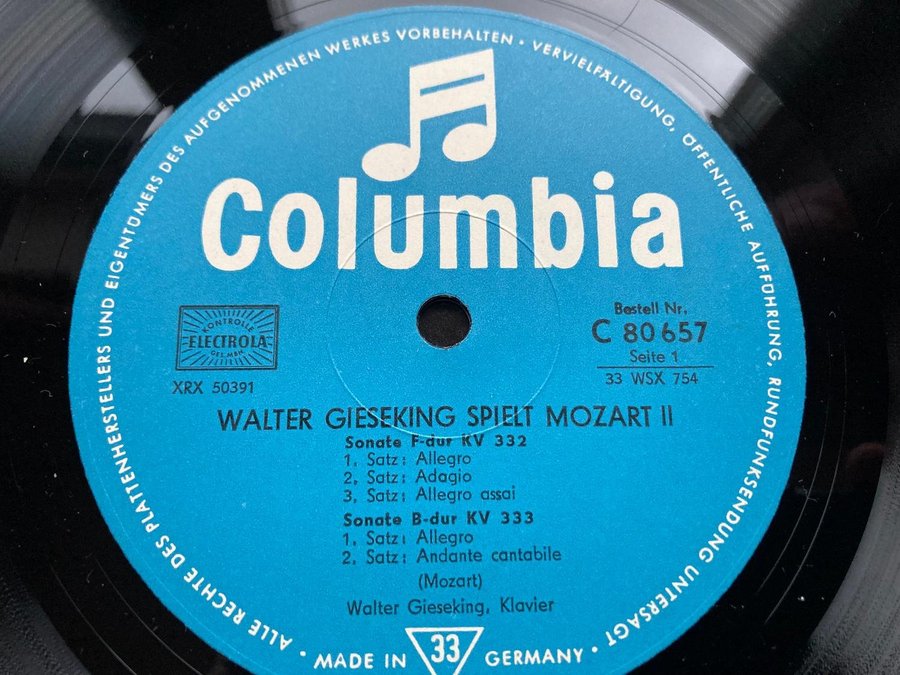 ALLE RECHTE DES PLATTENHERSTELLERS UND EIGENTÜMERS DES AUFGENOMMENEN WERKES VORBEHALTEN • VERVIELFÄLTIGUNG, ÖFFENTLICHE AUFFÜHRUNG, RUNDFUNKSENDUNG UNTERSAGT
Columbia
KONTROLLE
ELECTROLA
GES.MBH.
XRX 50391
Bestell Nr.
C 80657
Seite 1
33 WSX 754
WALTER GIESEKING SPIELT MOZART II
Sonate F-dur KV 332
1. Satz: Allegro
2. Satz: Adagio
3. Satz: Allegro assai
Sonate B-dur KV 333
1. Satz: Allegro
2. Satz: Andante cantabile
(Mozart)
Walter Gieseking, Klavier
• MADE IN 33 GERMANY •